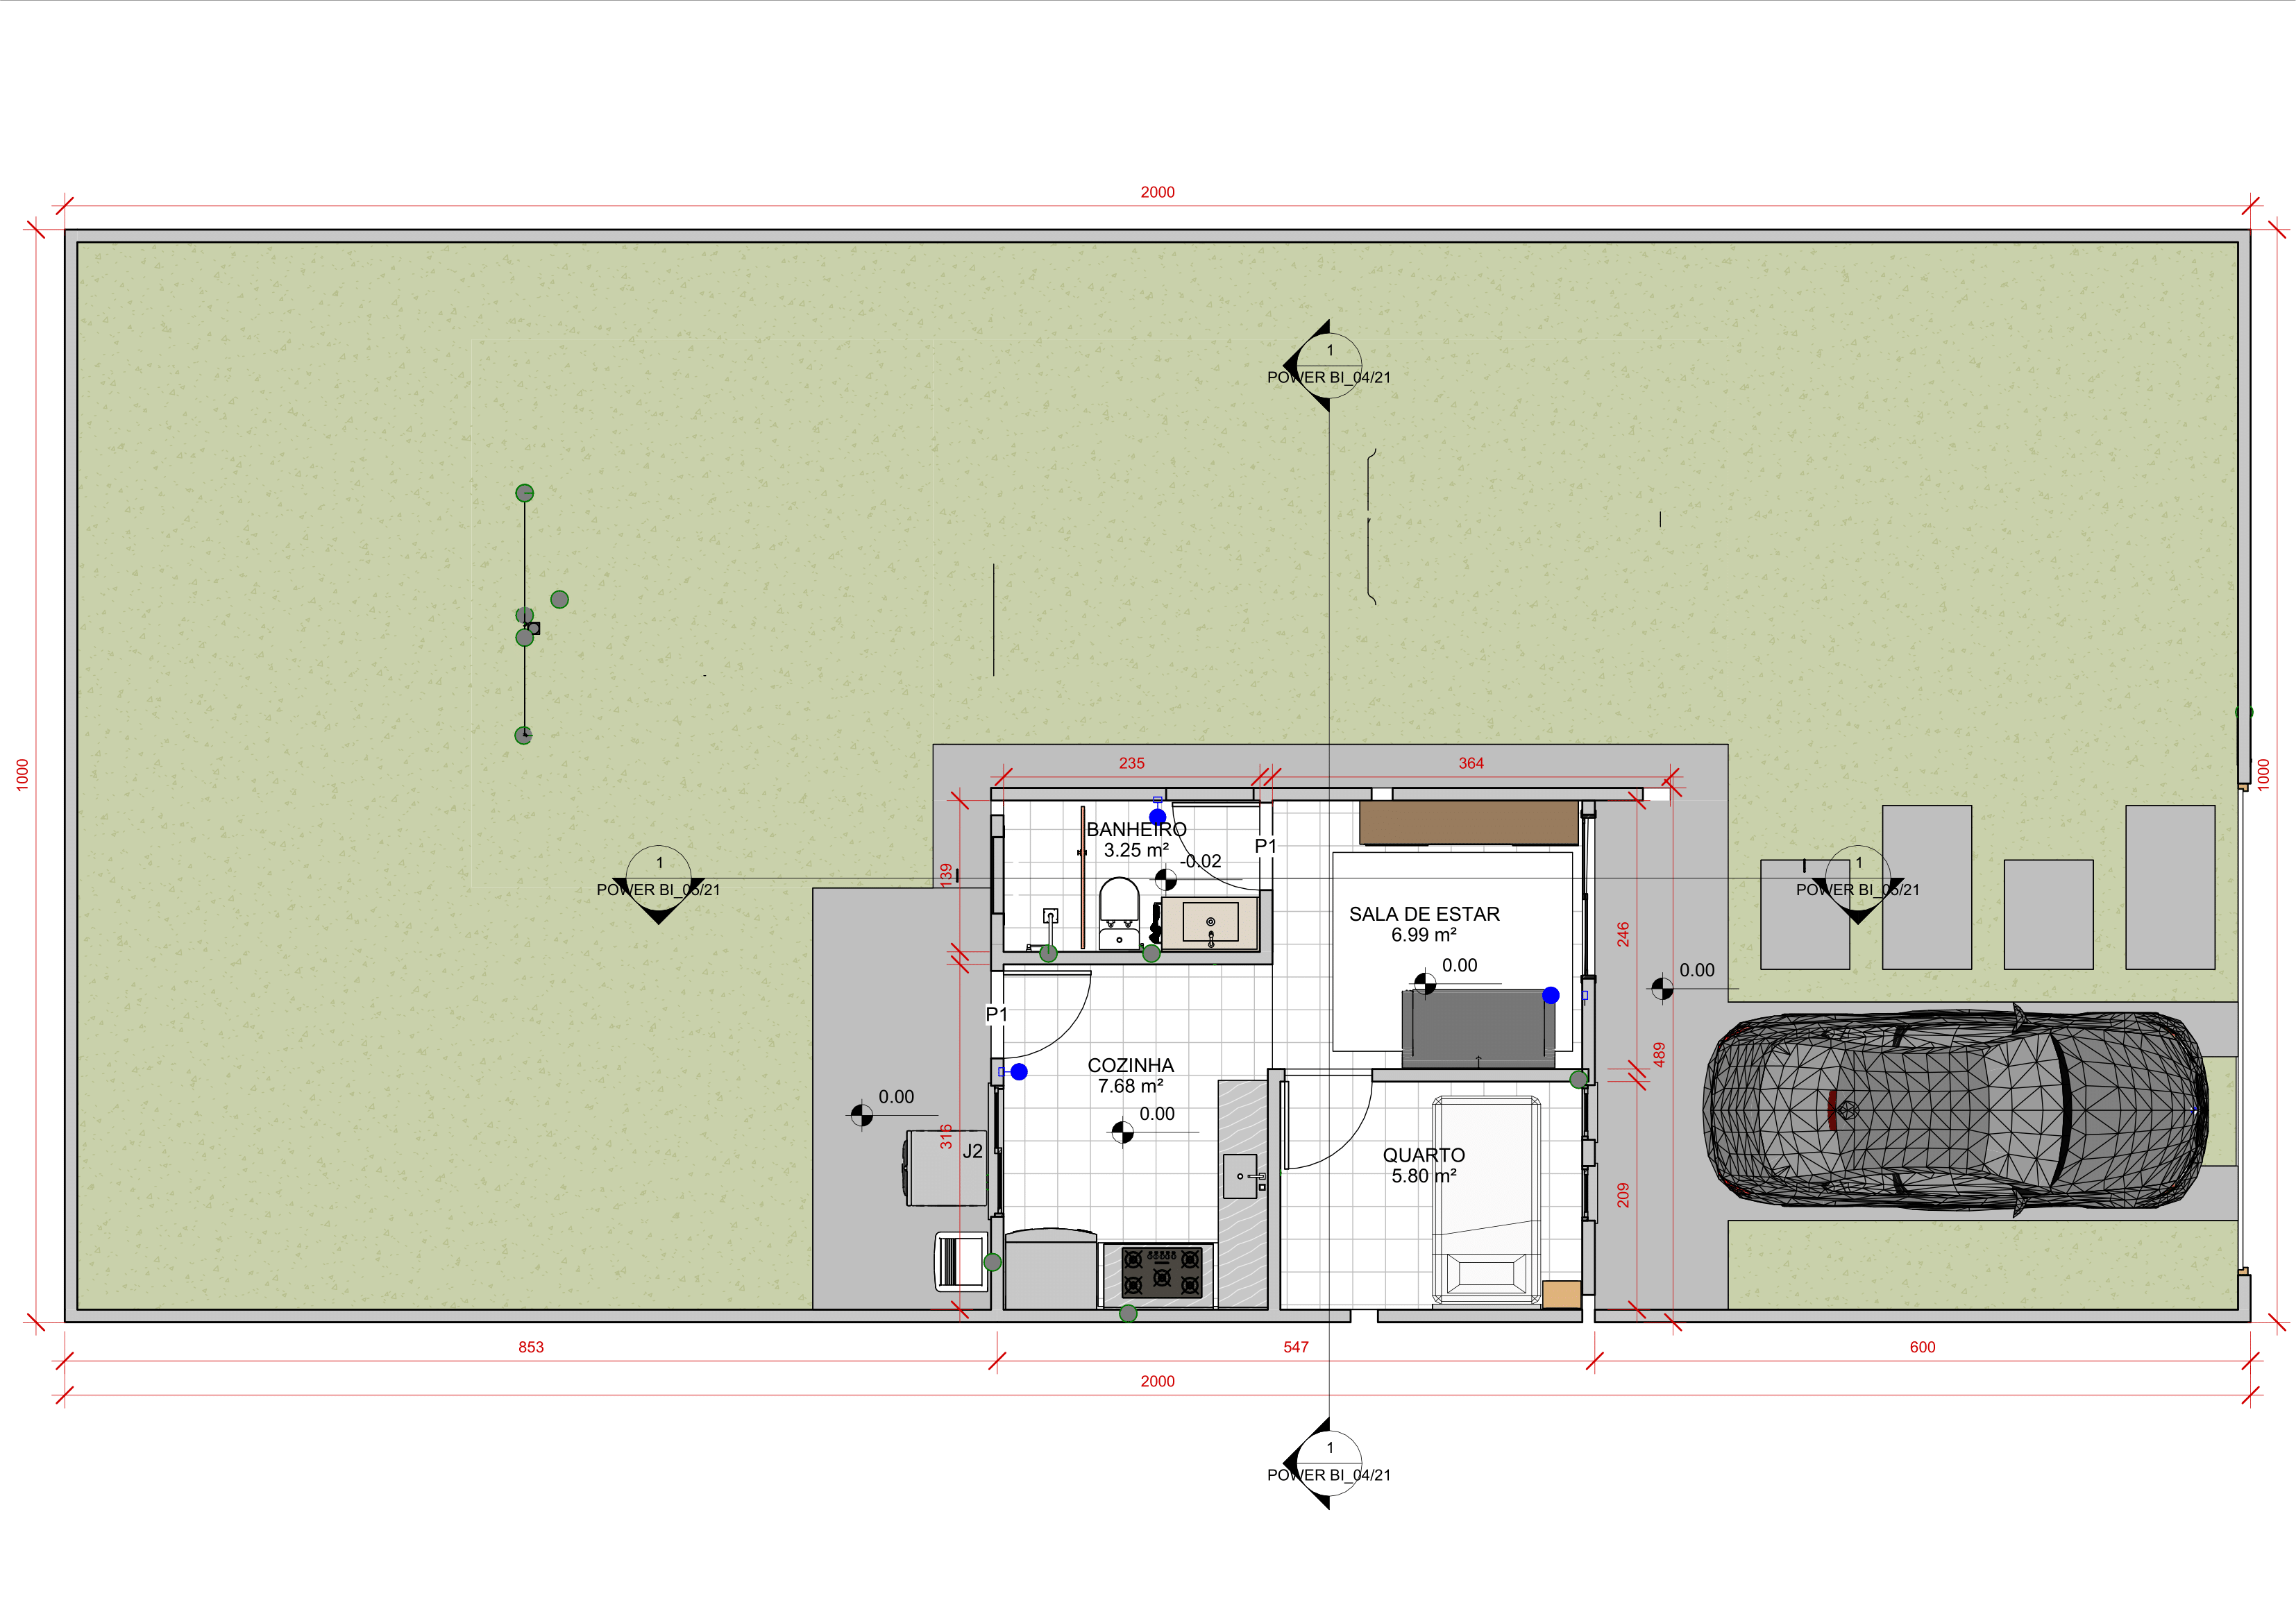 2000
1
POWER BI_04/21
1000
1000
235
364
BANHEIRO
3.25 m²
-0.02
P1
139
1
POWER BI_05/21
1
POWER BI_05/21
SALA DE ESTAR
6.99 m²
0.00
246
0.00
P1
489
COZINHA
7.68 m²
0.00
0.00
316
J2
QUARTO
5.80 m²
209
853
547
600
2000
1
POWER BI_04/21